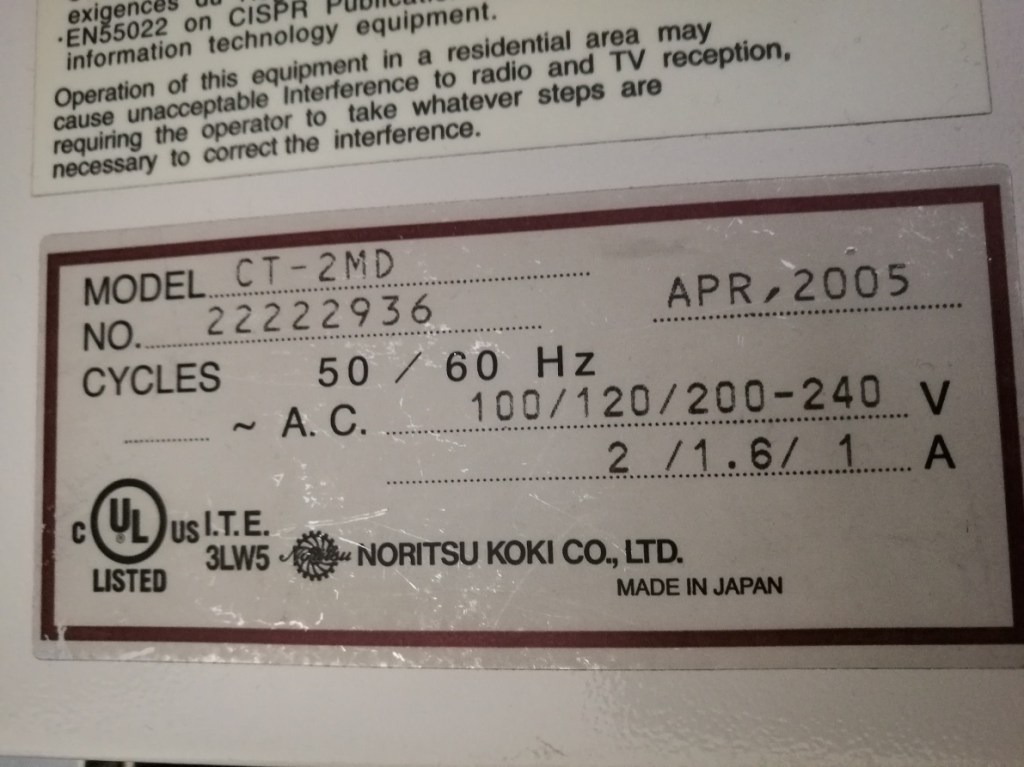 exigences du
·EN55022 on CISPR
information technology equipment.
Operation of this equipment in a residential area may
cause unacceptable Interference to radio and TV reception,
requiring the operator to take whatever steps are
necessary to correct the interference.
MODEL CT-2MD
NO. 22222936 APR,2005
CYCLES 50 / 60 Hz
~ A.C. 100/120/200-240 V
2 /1.6/ 1 A
C UL US I.T.E.
LISTED 3LW5 Noritsu NORITSU KOKI CO., LTD.
MADE IN JAPAN